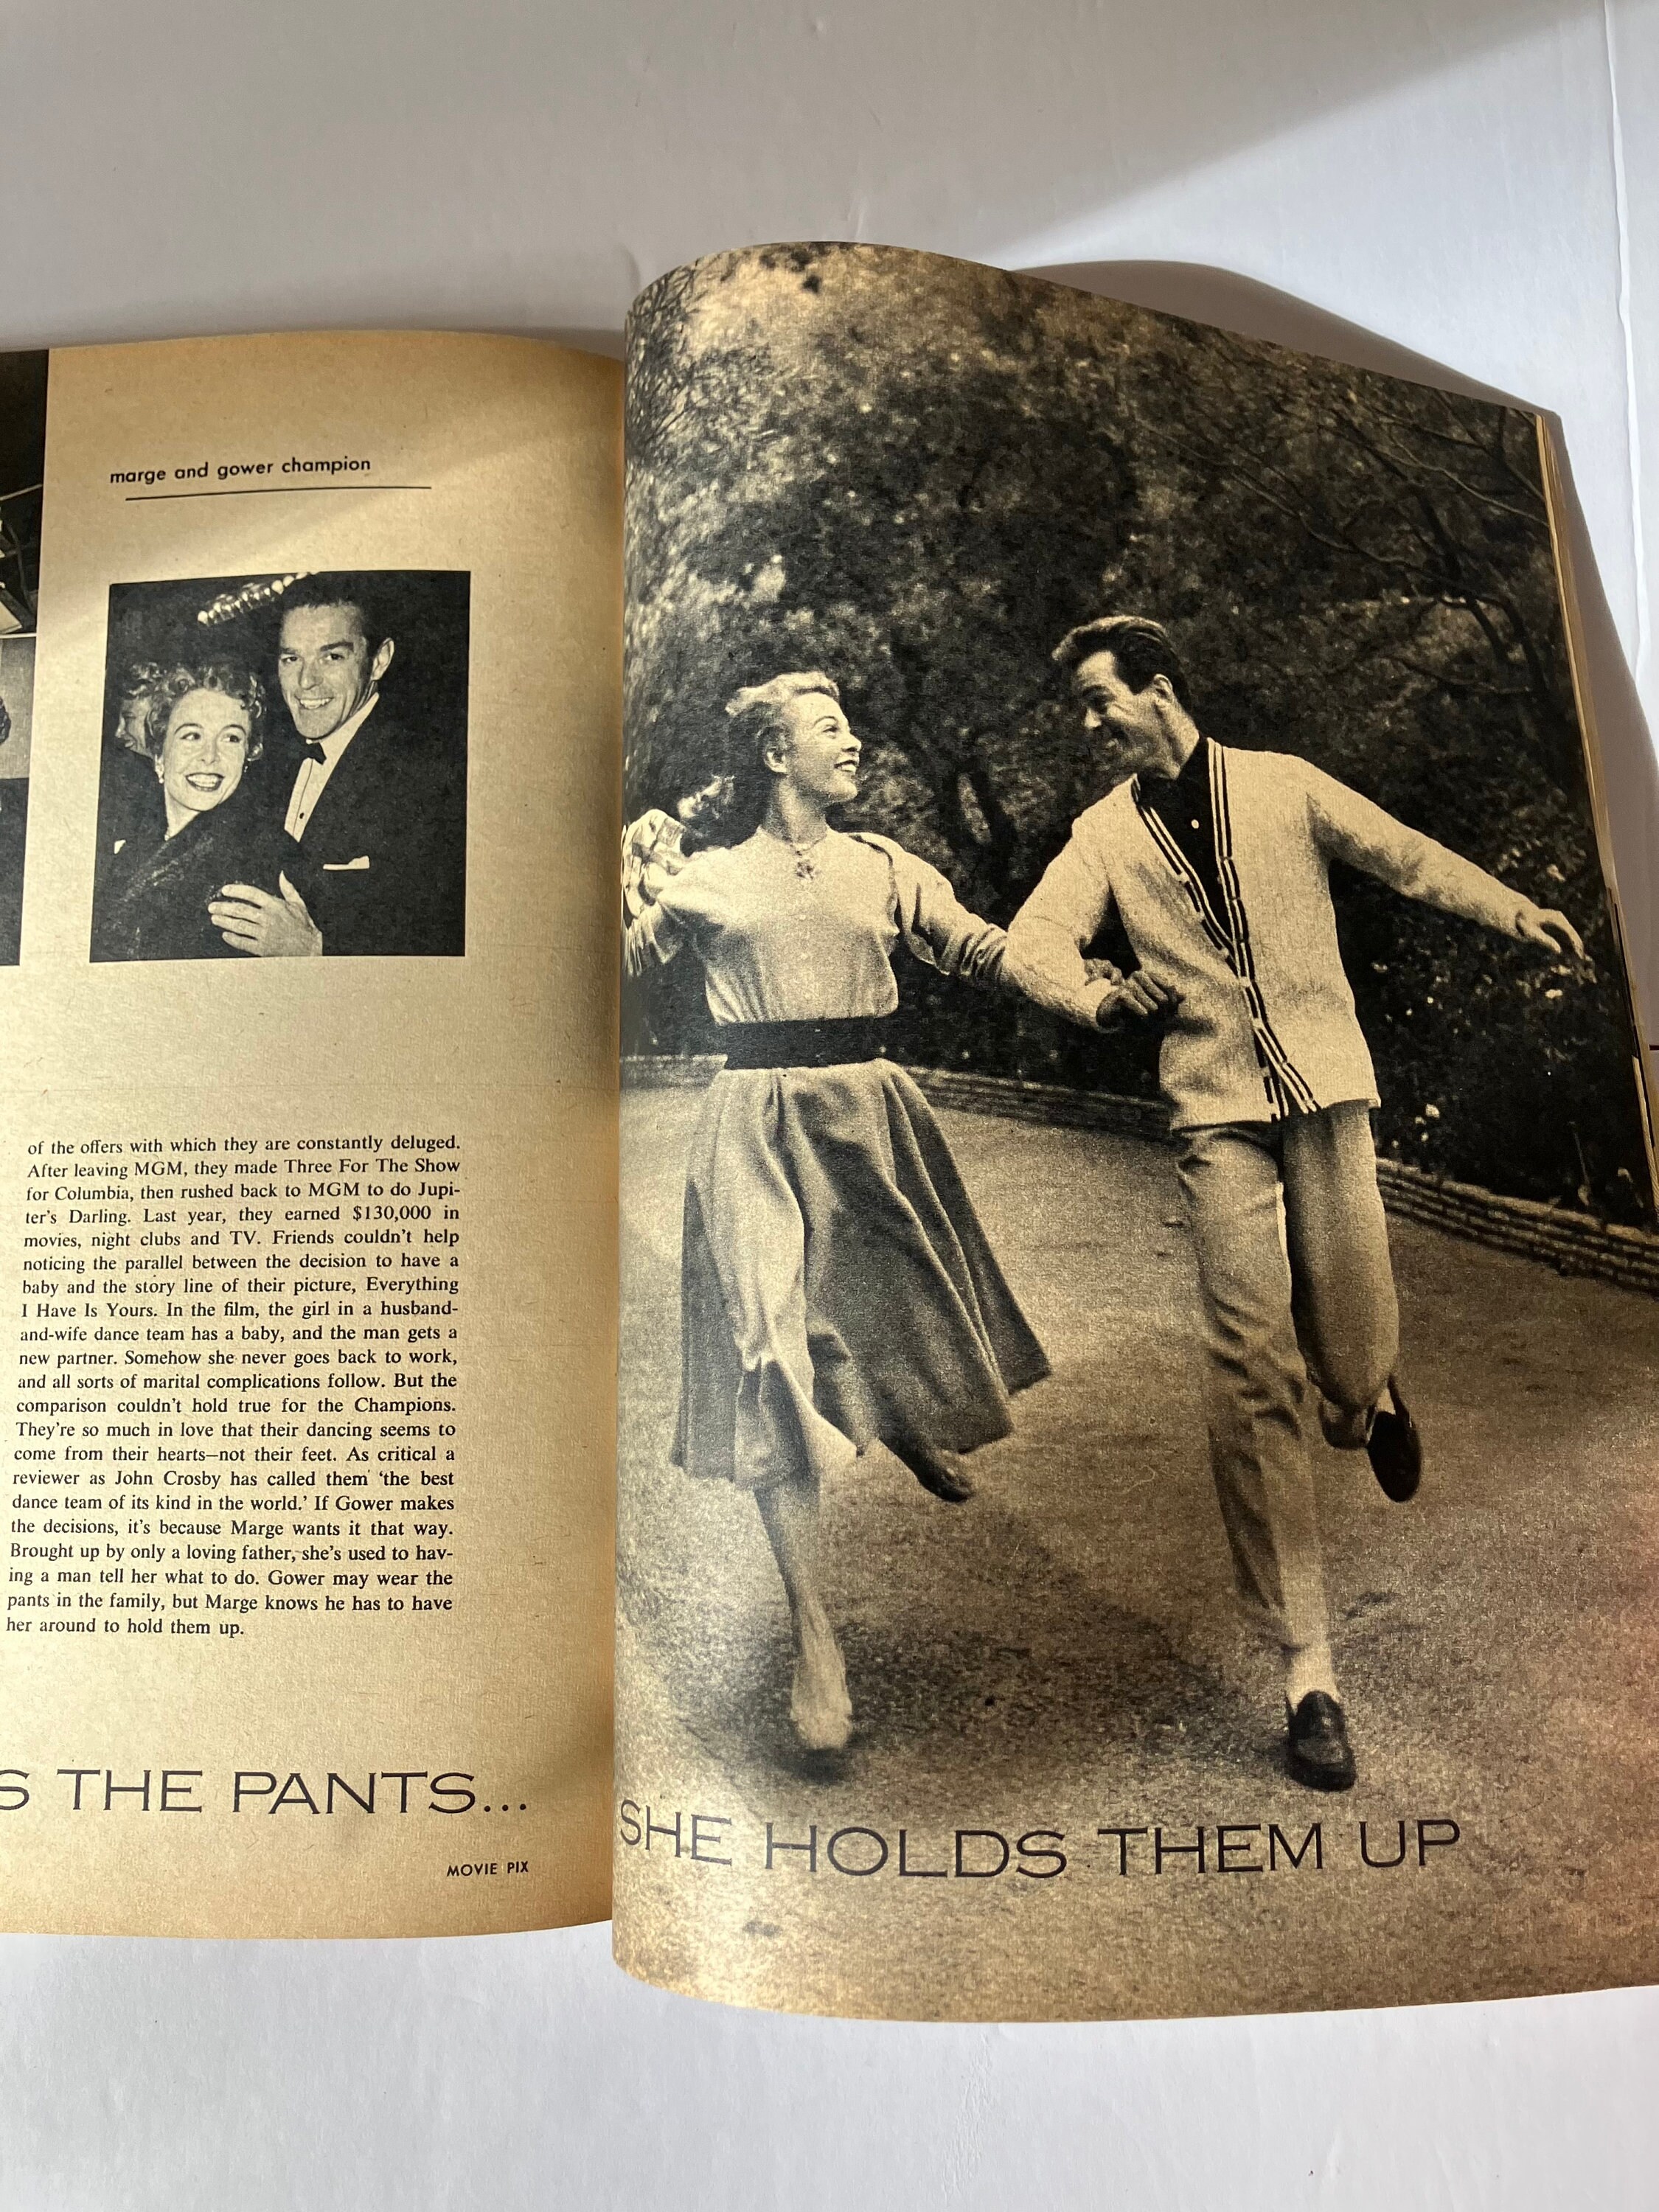 marge and gower champion
of the offers with which they are constantly deluged.
After leaving MGM, they made Three For The Show
for Columbia, then rushed back to MGM to do Jupi-
ter's Darling. Last year, they earned $130,000 in
movies, night clubs and TV. Friends couldn't help
noticing the parallel between the decision to have a
baby and the story line of their picture, Everything
I Have Is Yours. In the film, the girl in a husband-
and-wife dance team has a baby, and the man gets a
new partner. Somehow she never goes back to work,
and all sorts of marital complications follow. But the
comparison couldn't hold true for the Champions.
They're so much in love that their dancing seems to
come from their hearts—not their feet. As critical a
reviewer as John Crosby has called them 'the best
dance team of its kind in the world.' If Gower makes
the decisions, it's because Marge wants it that way.
Brought up by only a loving father, she's used to hav-
ing a man tell her what to do. Gower may wear the
pants in the family, but Marge knows he has to have
her around to hold them up.
S THE PANTS...
MOVIE PIX
SHE HOLDS THEM UP